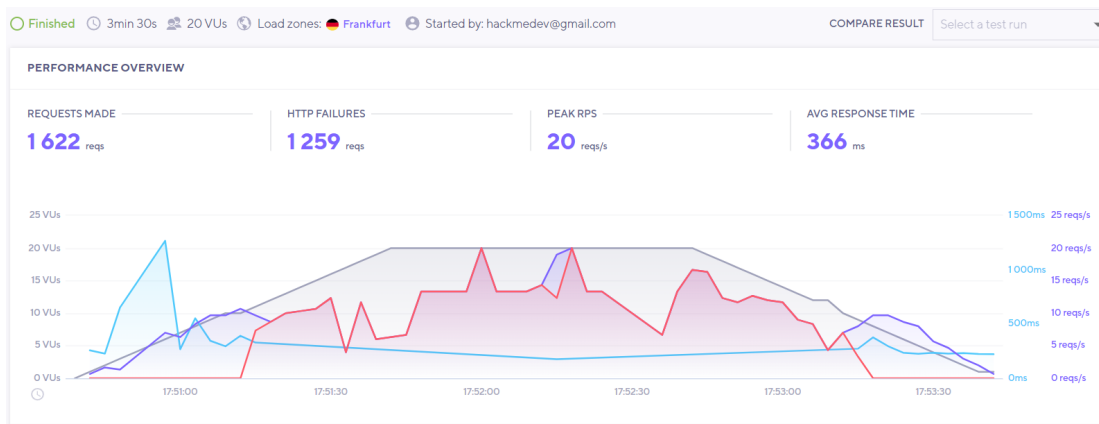 Finished 3min 30s 20 VUs Load zones: Frankfurt Started by: hackmedev@gmail.com COMPARE RESULT Select a test run
PERFORMANCE OVERVIEW
REQUESTS MADE HTTP FAILURES PEAK RPS AVG RESPONSE TIME
1 622 reqs 1 259 reqs 20 reqs/s 366 ms
25 VUs 1 500ms 25 reqs/s
20 VUs 20 reqs/s
1 000ms
15 VUs 15 reqs/s
10 VUs 10 reqs/s
500ms
5 VUs 5 reqs/s
0 VUs 0ms 0 reqs/s
17:51:00 17:51:30 17:52:00 17:52:30 17:53:00 17:53:30